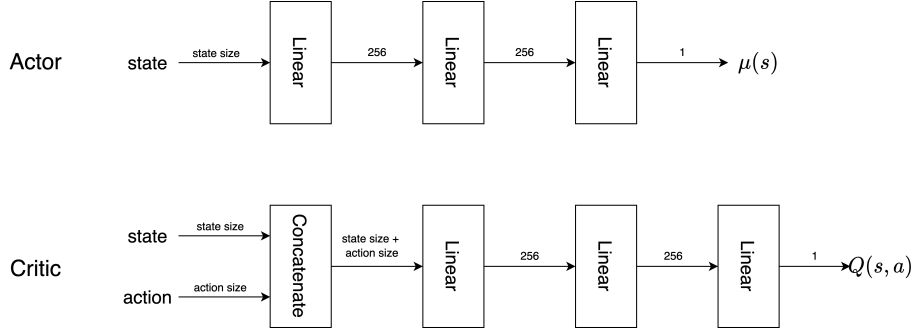 Actor
state
state size
Linear
256
Linear
256
Linear
1
μ(s)
Critic
state
state size
action
action size
Concatenate
state size +
action size
Linear
256
Linear
256
Linear
1
Q(s, a)